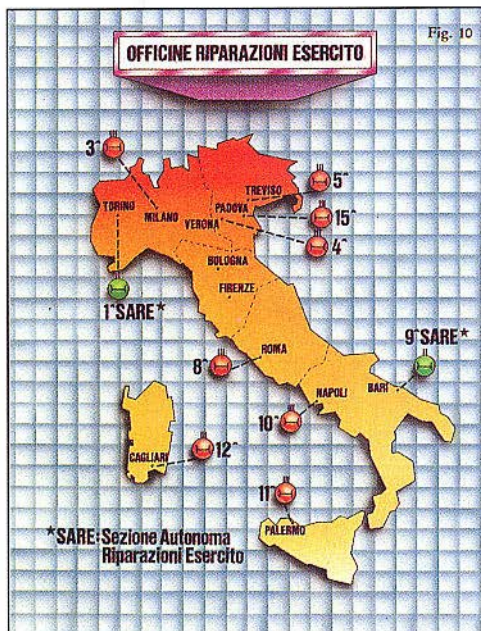 Fig. 10
OFFICINE RIPARAZIONI ESERCITO
3^
5^
TREVISO
TORINO
PADOVA
15^
MILANO
VERONA
4^
BOLOGNA
FIRENZE
1^SARE*
9^SARE*
ROMA
8^
NAPOLI
BARI
10^
CAGLIARI
12^
11^
PALERMO
*SARE:Sezione Autonoma
Riparazioni Esercito